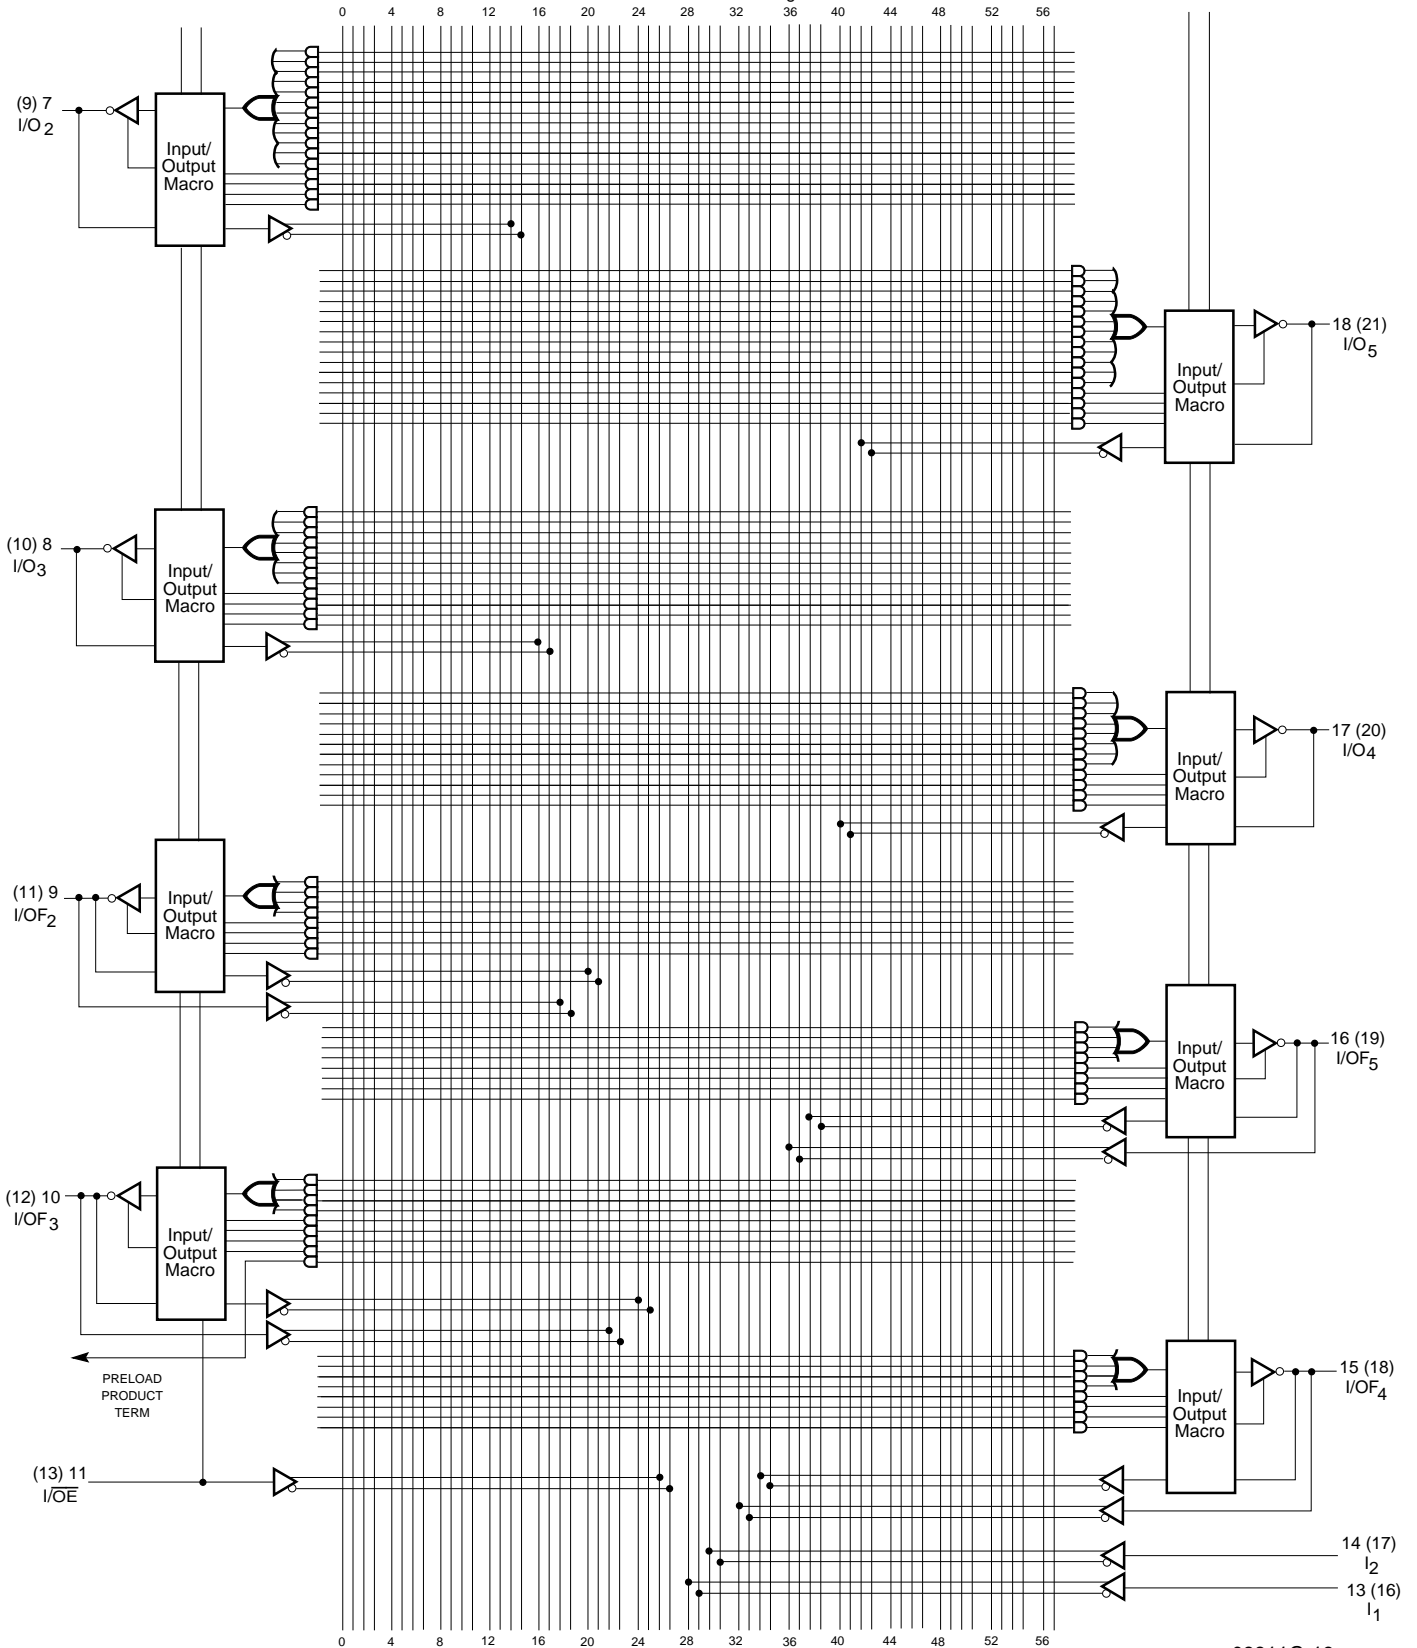 0 4 8 12 16 20 24 28 32 36 40 44 48 52 56
(9) 7
I/O2
Input/
Output
Macro
18 (21)
I/O5
Input/
Output
Macro
(10) 8
I/O3
Input/
Output
Macro
17 (20)
I/O4
Input/
Output
Macro
(11) 9
I/OF2
Input/
Output
Macro
16 (19)
I/OF5
Input/
Output
Macro
(12) 10
I/OF3
Input/
Output
Macro
PRELOAD
PRODUCT
TERM
15 (18)
I/OF4
Input/
Output
Macro
(13) 11
I/OE
14 (17)
I2
13 (16)
I1
0 4 8 12 16 20 24 28 32 36 40 44 48 52 56